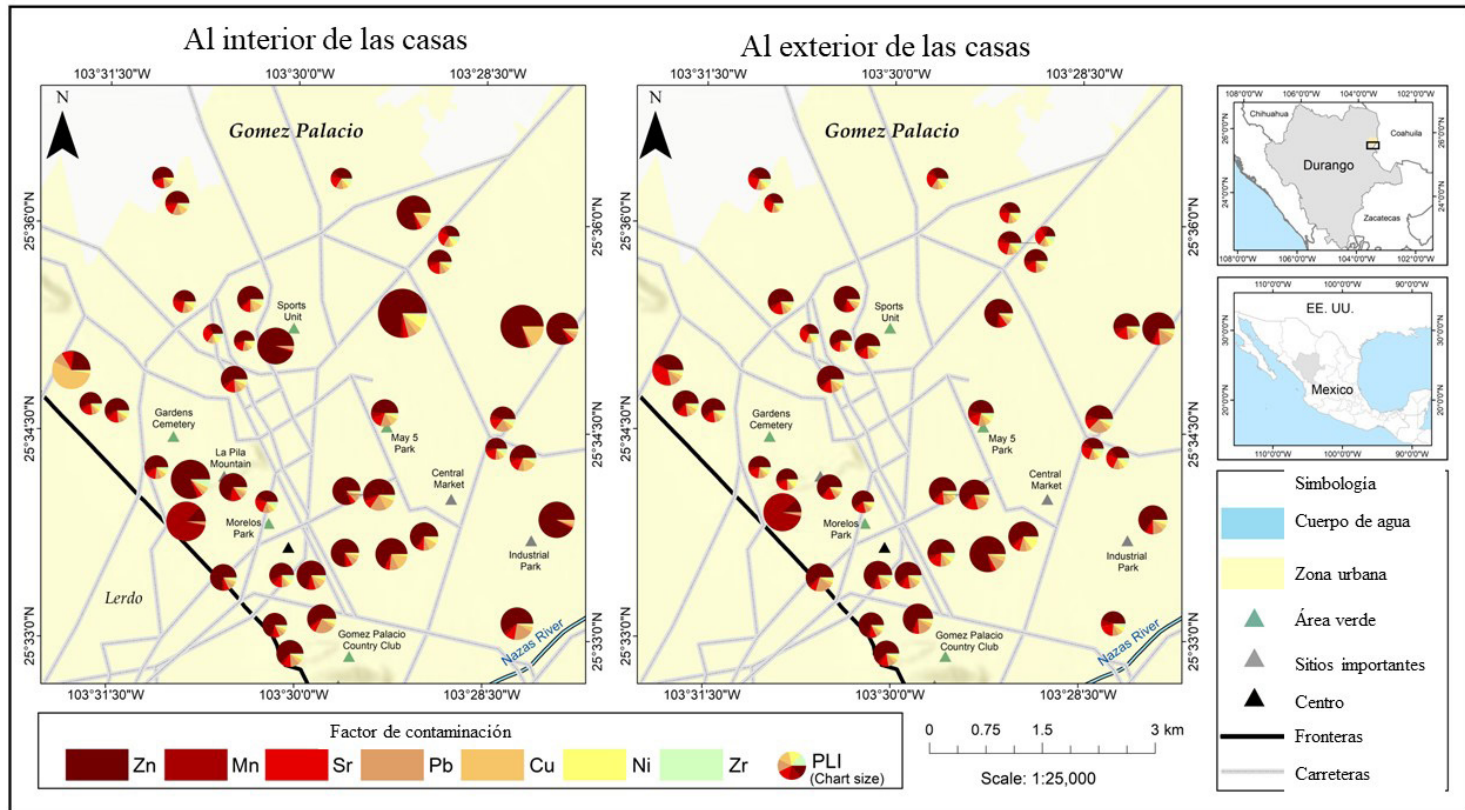 Al interior de las casas
Al exterior de las casas
103°31'30"W
103°30'0"W
103°28'30"W
103°31'30"W
103°30'0"W
103°28'30"W
N
Gomez Palacio
25°36'0"N
25°34'30"N
25°33'0"N
25°36'0"N
25°34'30"N
25°33'0"N
Sports
Unit
Gardens
Cemetery
La Pila
Mountain
May 5
Park
Central
Market
Morelos
Park
Industrial
Park
Lerdo
Gomez Palacio
Country Club
Nazas River
103°31'30"W
103°30'0"W
103°28'30"W
N
Gomez Palacio
25°36'0"N
25°34'30"N
25°33'0"N
Sports
Unit
Gardens
Cemetery
May 5
Park
Central
Market
Morelos
Park
Industrial
Park
Gomez Palacio
Country Club
Nazas River
103°31'30"W
103°30'0"W
103°28'30"W
108°0'0"W
106°0'0"W
104°0'0"W
102°0'0"W
Chihuahua
Coahuila
Durango
Zacatecas
26°0'0"N
24°0'0"N
26°0'0"N
24°0'0"N
108°0'0"W
106°0'0"W
104°0'0"W
102°0'0"W
110°0'0"W
100°0'0"W
90°0'0"W
EE. UU.
Mexico
30°0'0"N
20°0'0"N
30°0'0"N
20°0'0"N
110°0'0"W
100°0'0"W
90°0'0"W
Simbología
Cuerpo de agua
Zona urbana
Área verde
Sitios importantes
Centro
Fronteras
Carreteras
Factor de contaminación
Zn Mn Sr Pb Cu Ni Zr PLI
(Chart size)
0 0.75 1.5 3 km
Scale: 1:25,000